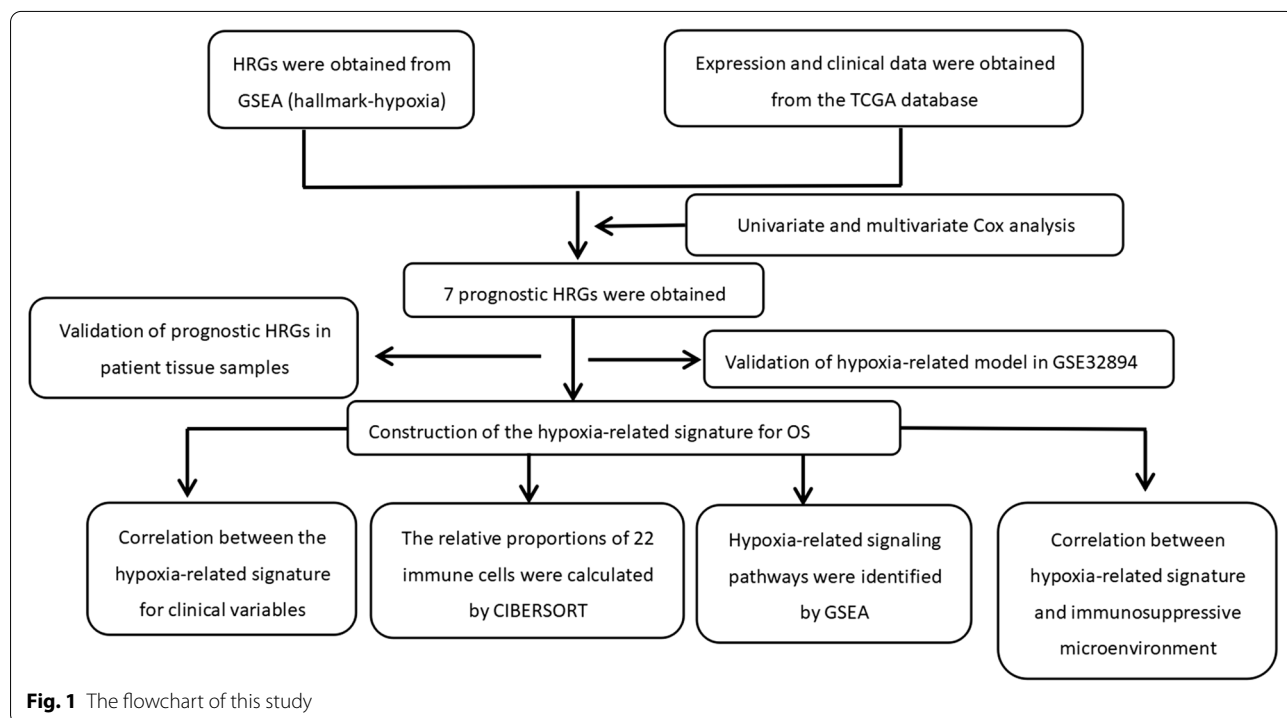 HRGs were obtained from
GSEA (hallmark-hypoxia)
Expression and clinical data were obtained
from the TCGA database
Univariate and multivariate Cox analysis
7 prognostic HRGs were obtained
Validation of prognostic HRGs in
patient tissue samples
Validation of hypoxia-related model in GSE32894
Construction of the hypoxia-related signature for OS
Correlation between the
hypoxia-related signature
for clinical variables
The relative proportions of 22
immune cells were calculated
by CIBERSORT
Hypoxia-related signaling
pathways were identified
by GSEA
Correlation between
hypoxia-related signature
and immunosuppressive
microenvironment
Fig. 1 The flowchart of this study